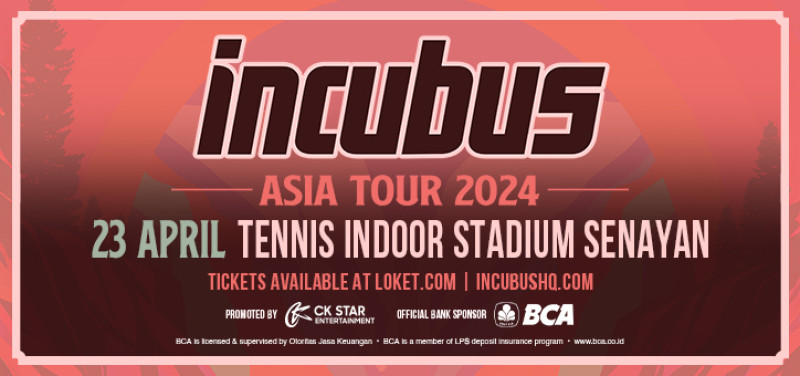 incubus
ASIA TOUR 2024
23 APRIL TENNIS INDOOR STADIUM SENAYAN
TICKETS AVAILABLE AT LOKET.COM | INCUBUSHQ.COM
PROMOTED BY CK STAR ENTERTAINMENT OFFICIAL BANK SPONSOR BCA
BCA is licensed & supervised by Otoritas Jasa Keuangan • BCA is a member of LPS deposit insurance program • www.bca.co.id